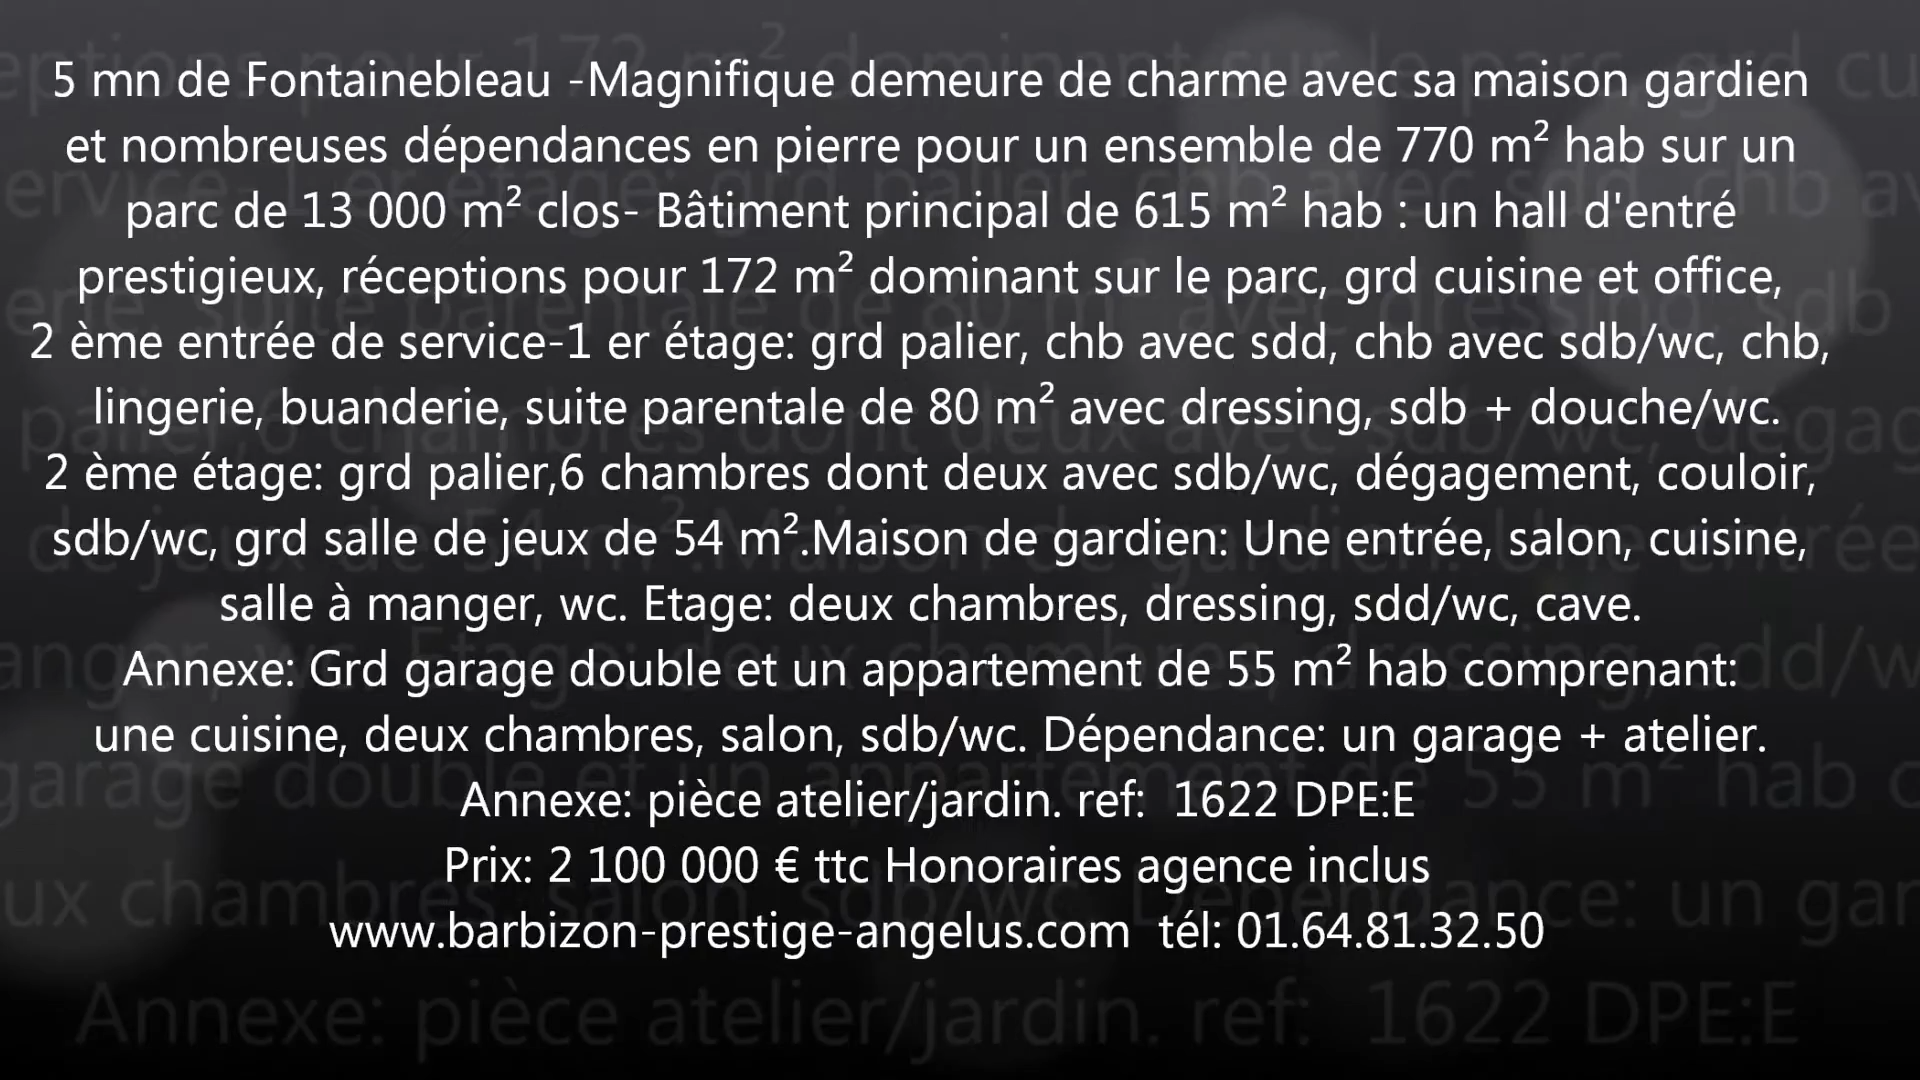 5 mn de Fontainebleau -Magnifique demeure de charme avec sa maison gardien
et nombreuses dépendances en pierre pour un ensemble de 770 m² hab sur un
parc de 13 000 m² clos- Bâtiment principal de 615 m² hab : un hall d'entré
prestigieux, réceptions pour 172 m² dominant sur le parc, grd cuisine et office,
2 ème entrée de service-1 er étage: grd palier, chb avec sdd, chb avec sdb/wc, chb,
lingerie, buanderie, suite parentale de 80 m² avec dressing, sdb + douche/wc.
2 ème étage: grd palier,6 chambres dont deux avec sdb/wc, dégagement, couloir,
sdb/wc, grd salle de jeux de 54 m².Maison de gardien: Une entrée, salon, cuisine,
salle à manger, wc. Etage: deux chambres, dressing, sdd/wc, cave.
Annexe: Grd garage double et un appartement de 55 m² hab comprenant:
une cuisine, deux chambres, salon, sdb/wc. Dépendance: un garage + atelier.
Annexe: pièce atelier/jardin. ref:  1622 DPE:E
Prix: 2 100 000 € ttc Honoraires agence inclus
www.barbizon-prestige-angelus.com  tél: 01.64.81.32.50
Annexe: pièce atelier/jardin. ref:  1622 DPE:E